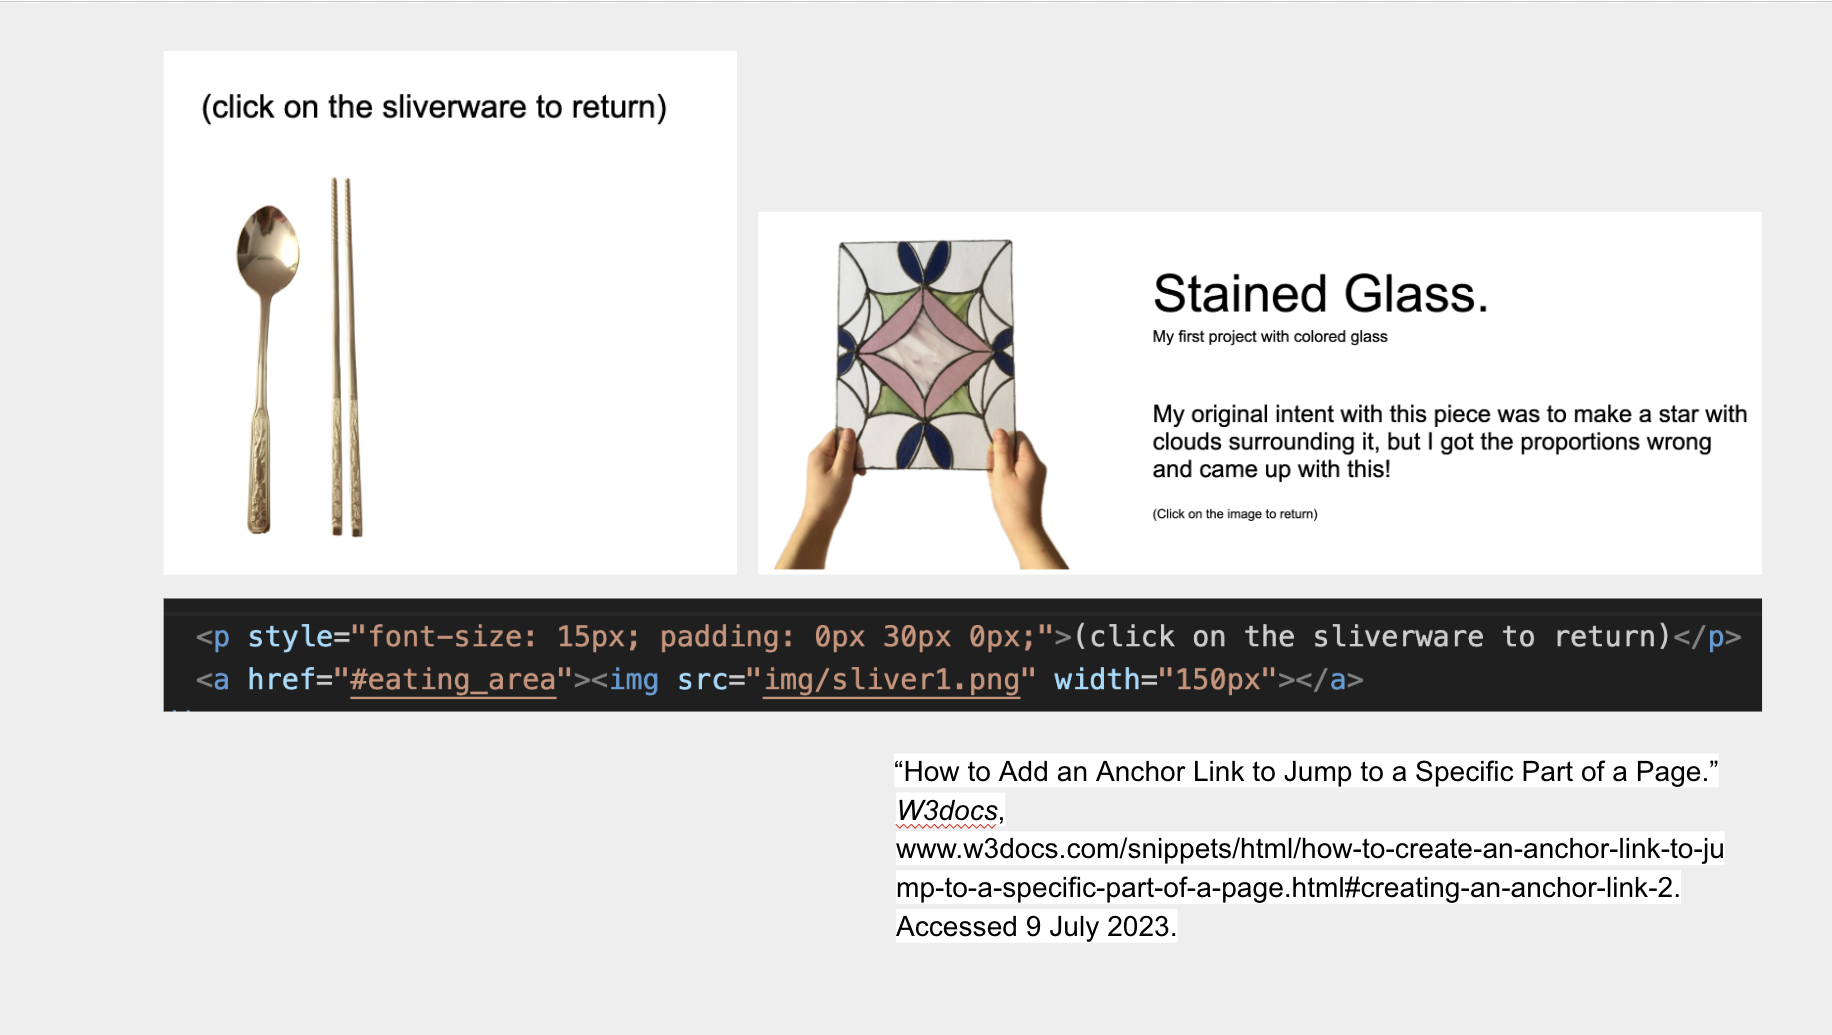 (click on the sliverware to return)
Stained Glass.
My first project with colored glass
My original intent with this piece was to make a star with
clouds surrounding it, but I got the proportions wrong
and came up with this!
(Click on the image to return)
<p style="font-size: 15px; padding: 0px 30px 0px;">(click on the sliverware to return)</p>
<a href="#eating_area"><img src="img/sliver1.png" width="150px"></a>
“How to Add an Anchor Link to Jump to a Specific Part of a Page.”
W3docs,
www.w3docs.com/snippets/html/how-to-create-an-anchor-link-to-ju
mp-to-a-specific-part-of-a-page.html#creating-an-anchor-link-2.
Accessed 9 July 2023.